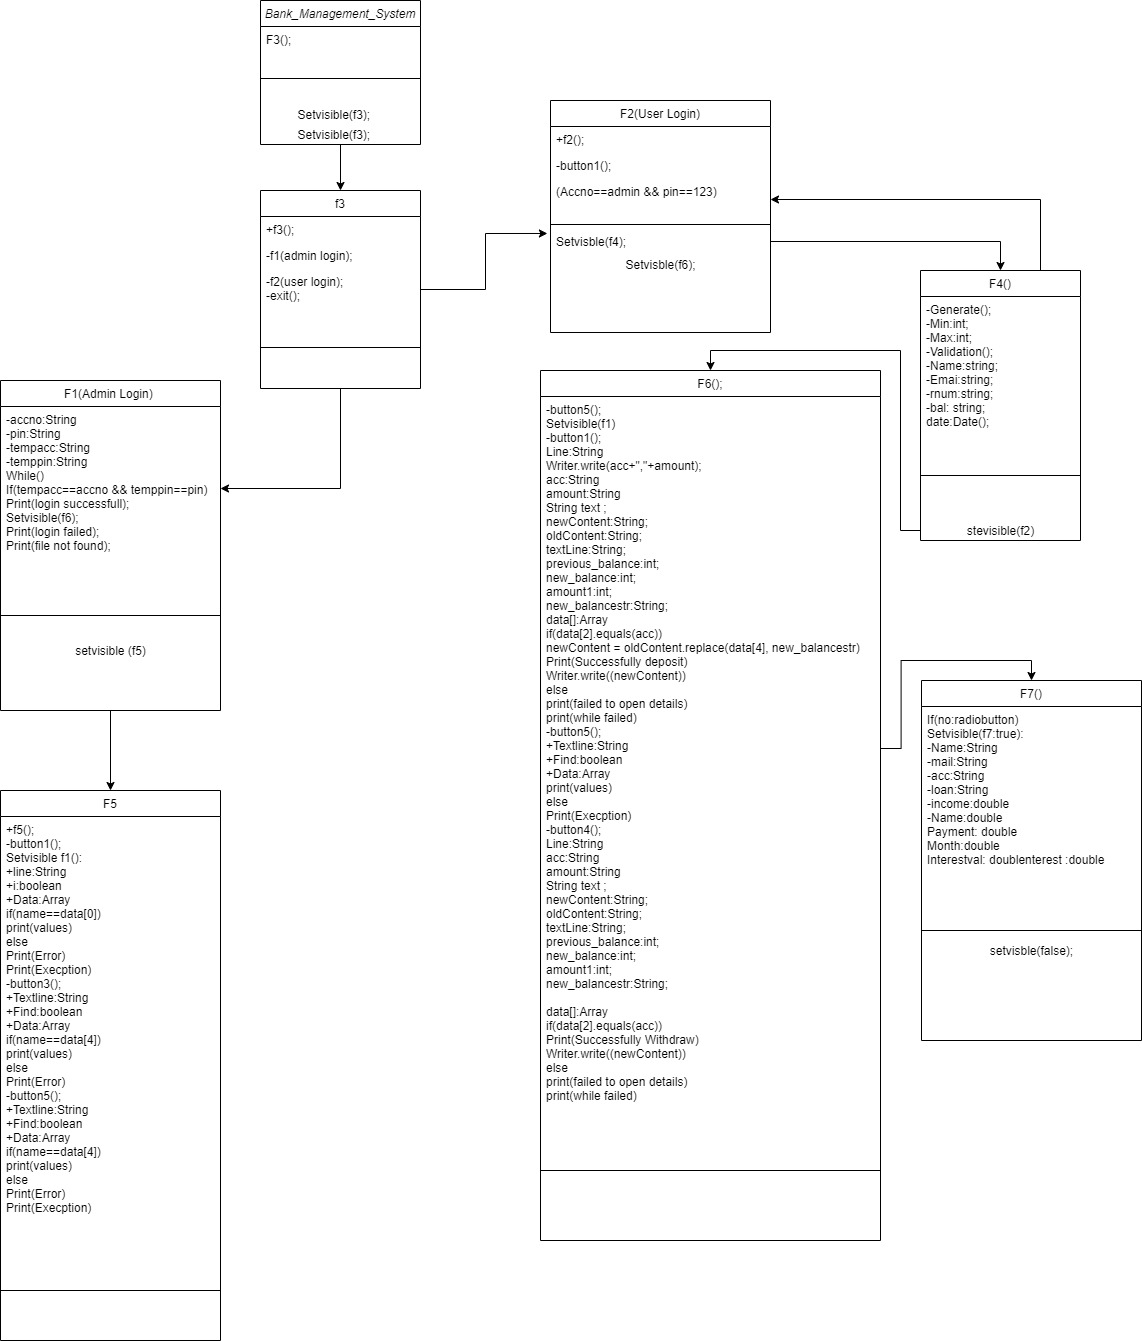 Bank_Management_System
F3();
Setvisible(f3);
Setvisible(f3);
f3
+f3();
-f1(admin login);
-f2(user login);
-exit();
F2(User Login)
+f2();
-button1();
(Accno==admin && pin==123)
Setvisble(f4);
Setvisble(f6);
F4()
-Generate();
-Min:int;
-Max:int;
-Validation();
-Name:string;
-Emai:string;
-rnum:string;
-bal: string;
date:Date();
stevisible(f2)
F1(Admin Login)
-accno:String
-pin:String
-tempacc:String
-temppin:String
While()
If(tempacc==accno && temppin==pin)
Print(login successfull);
Setvisible(f6);
Print(login failed);
Print(file not found);
setvisible (f5)
F6();
-button5();
Setvisible(f1)
-button1();
Line:String
Writer.write(acc+","+amount);
acc:String
amount:String
String text ;
newContent:String;
oldContent:String;
textLine:String;
previous_balance:int;
new_balance:int;
amount1:int;
new_balancestr:String;
data[]:Array
if(data[2].equals(acc))
newContent = oldContent.replace(data[4], new_balancestr)
Print(Successfully deposit)
Writer.write((newContent))
else
print(failed to open details)
print(while failed)
-button5();
+Textline:String
+Find:boolean
+Data:Array
print(values)
else
Print(Execption)
-button4();
Line:String
acc:String
amount:String
String text ;
newContent:String;
oldContent:String;
textLine:String;
previous_balance:int;
new_balance:int;
amount1:int;
new_balancestr:String;
data[]:Array
if(data[2].equals(acc))
Print(Successfully Withdraw)
Writer.write((newContent))
else
print(failed to open details)
print(while failed)
F7()
If(no:radiobutton)
Setvisible(f7:true):
-Name:String
-mail:String
-acc:String
-loan:String
-income:double
-Name:double
Payment: double
Month:double
Interestval: doublenterest :double
setvisble(false);
F5
+f5();
-button1();
Setvisible f1():
+line:String
+i:boolean
+Data:Array
if(name==data[0])
print(values)
else
Print(Error)
Print(Execption)
-button3();
+Textline:String
+Find:boolean
+Data:Array
if(name==data[4])
print(values)
else
Print(Error)
-button5();
+Textline:String
+Find:boolean
+Data:Array
if(name==data[4])
print(values)
else
Print(Error)
Print(Execption)